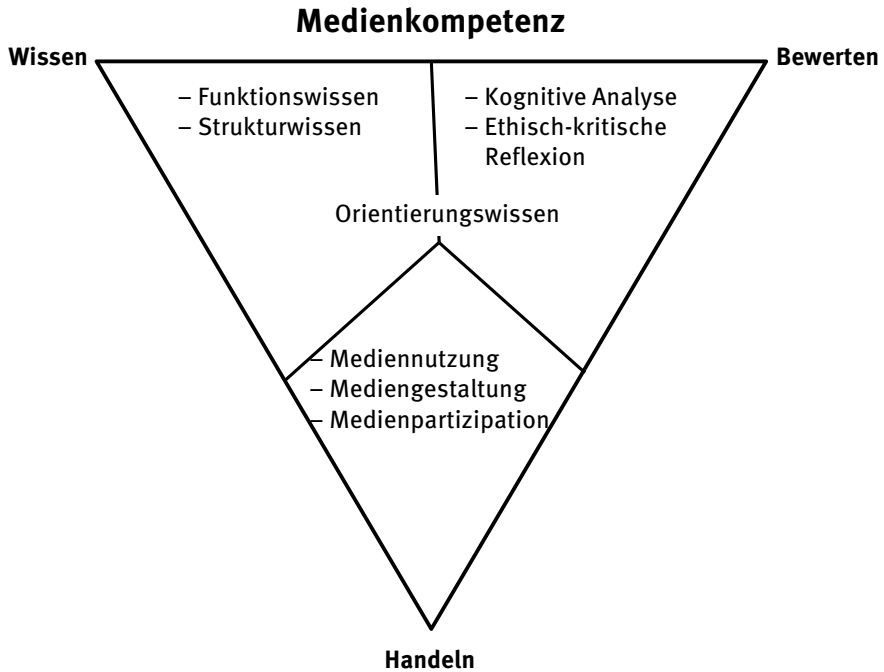 Medienkompetenz
Wissen
Bewerten
– Funktionswissen
– Strukturwissen
– Kognitive Analyse
– Ethisch-kritische
Reflexion
Orientierungswissen
– Mediennutzung
– Mediengestaltung
– Medienpartizipation
Handeln